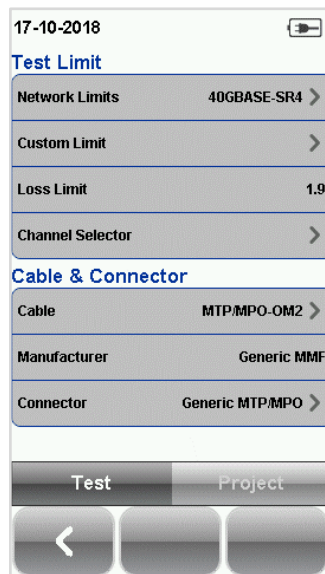 17-10-2018
Test Limit
Network Limits 40GBASE-SR4
Custom Limit
Loss Limit 1.9
Channel Selector
Cable & Connector
Cable MTP/MPO-OM2
Manufacturer Generic MMF
Connector Generic MTP/MPO
Test Project